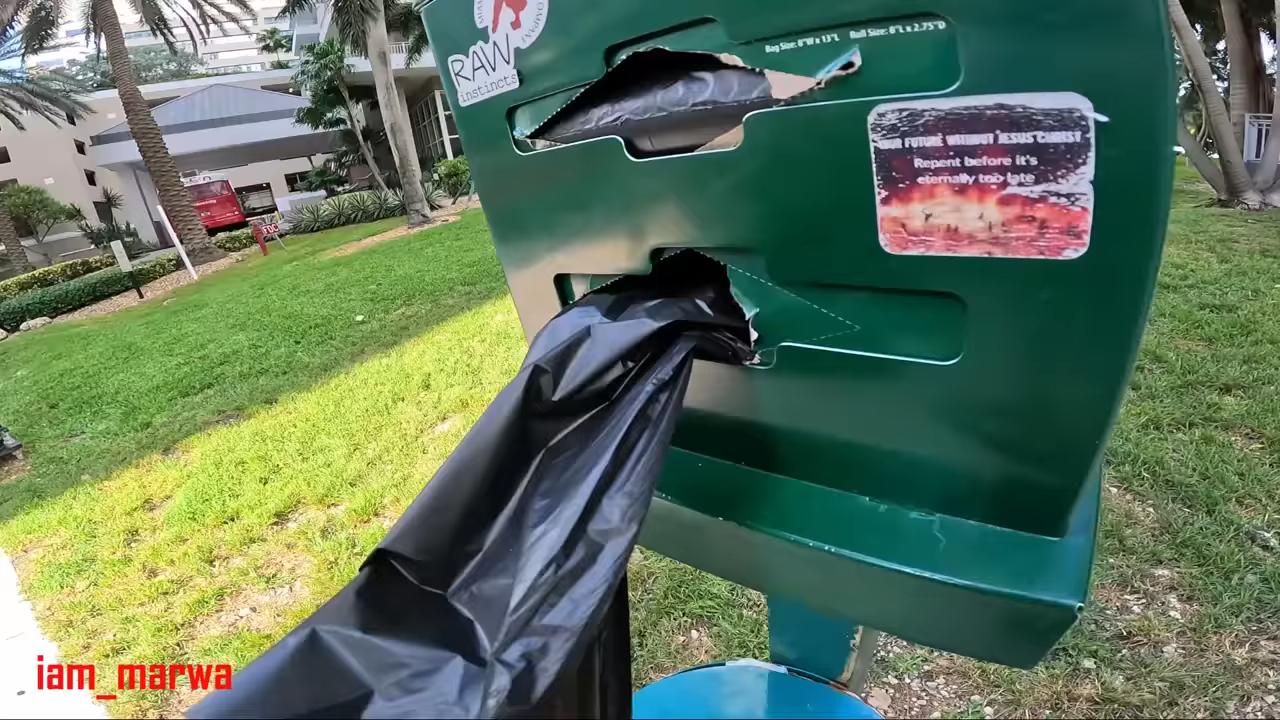 RAW
instincts
Bag Size: 8"W x 13"L Roll Size: 8"L x 2.75"D
YOUR FUTURE WITHOUT JESUS CHRIST
Repent before it's
eternally too late
iam_marwa